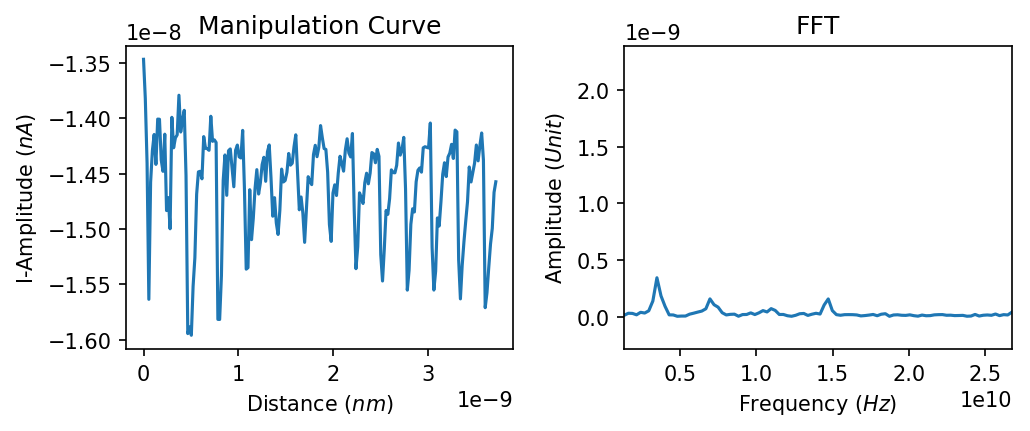 Manipulation Curve
1e−8
−1.35
−1.40
−1.45
−1.50
−1.55
−1.60
I-Amplitude (nA)
0
1
2
3
1e−9
Distance (nm)
FFT
1e−9
2.0
1.5
1.0
0.5
0.0
Amplitude (Unit)
0.5
1.0
1.5
2.0
2.5
1e10
Frequency (Hz)